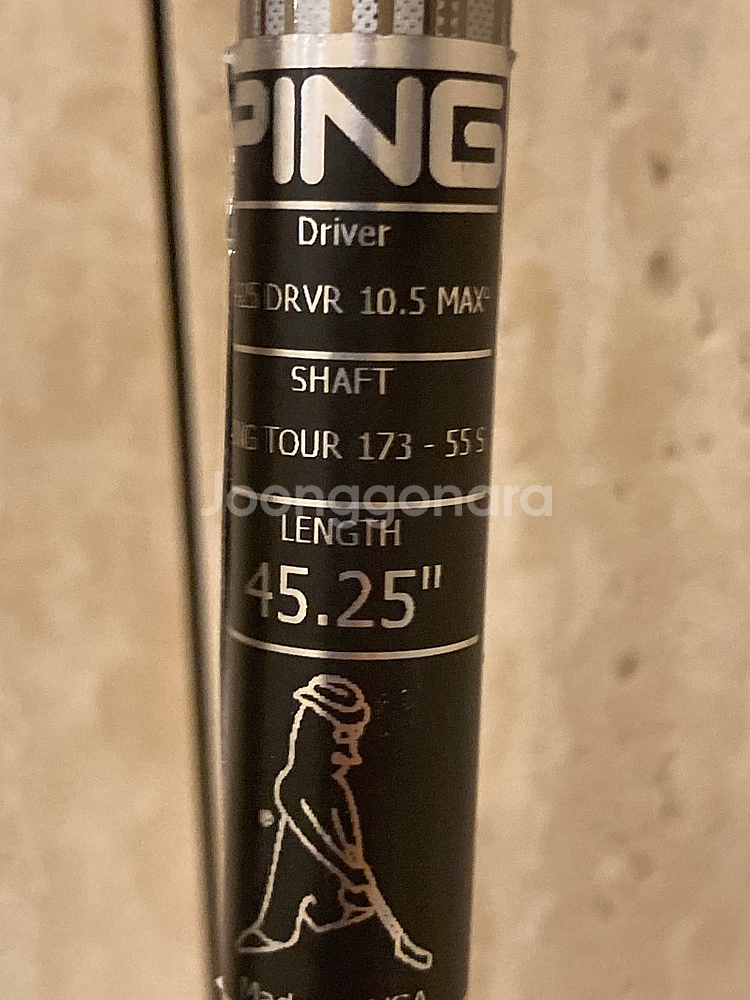 PING
Driver
DRVR 10.5 MAX°
SHAFT
TOUR 173 - 55 S
Joonggonara
LENGTH
45.25"